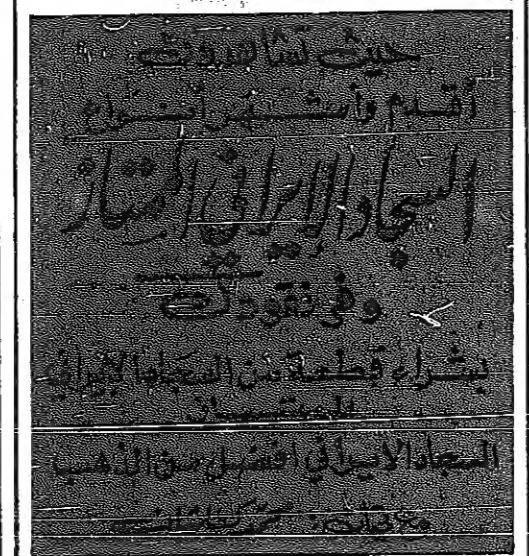 حيث تشاهدون
أقدم وأشهر أنواع
السجاد الإيراني الممتاز
وفر نقودك
بشراء قطعة من السجاد الإيراني
الممتاز
السجاد الايراني افضل من الذهب